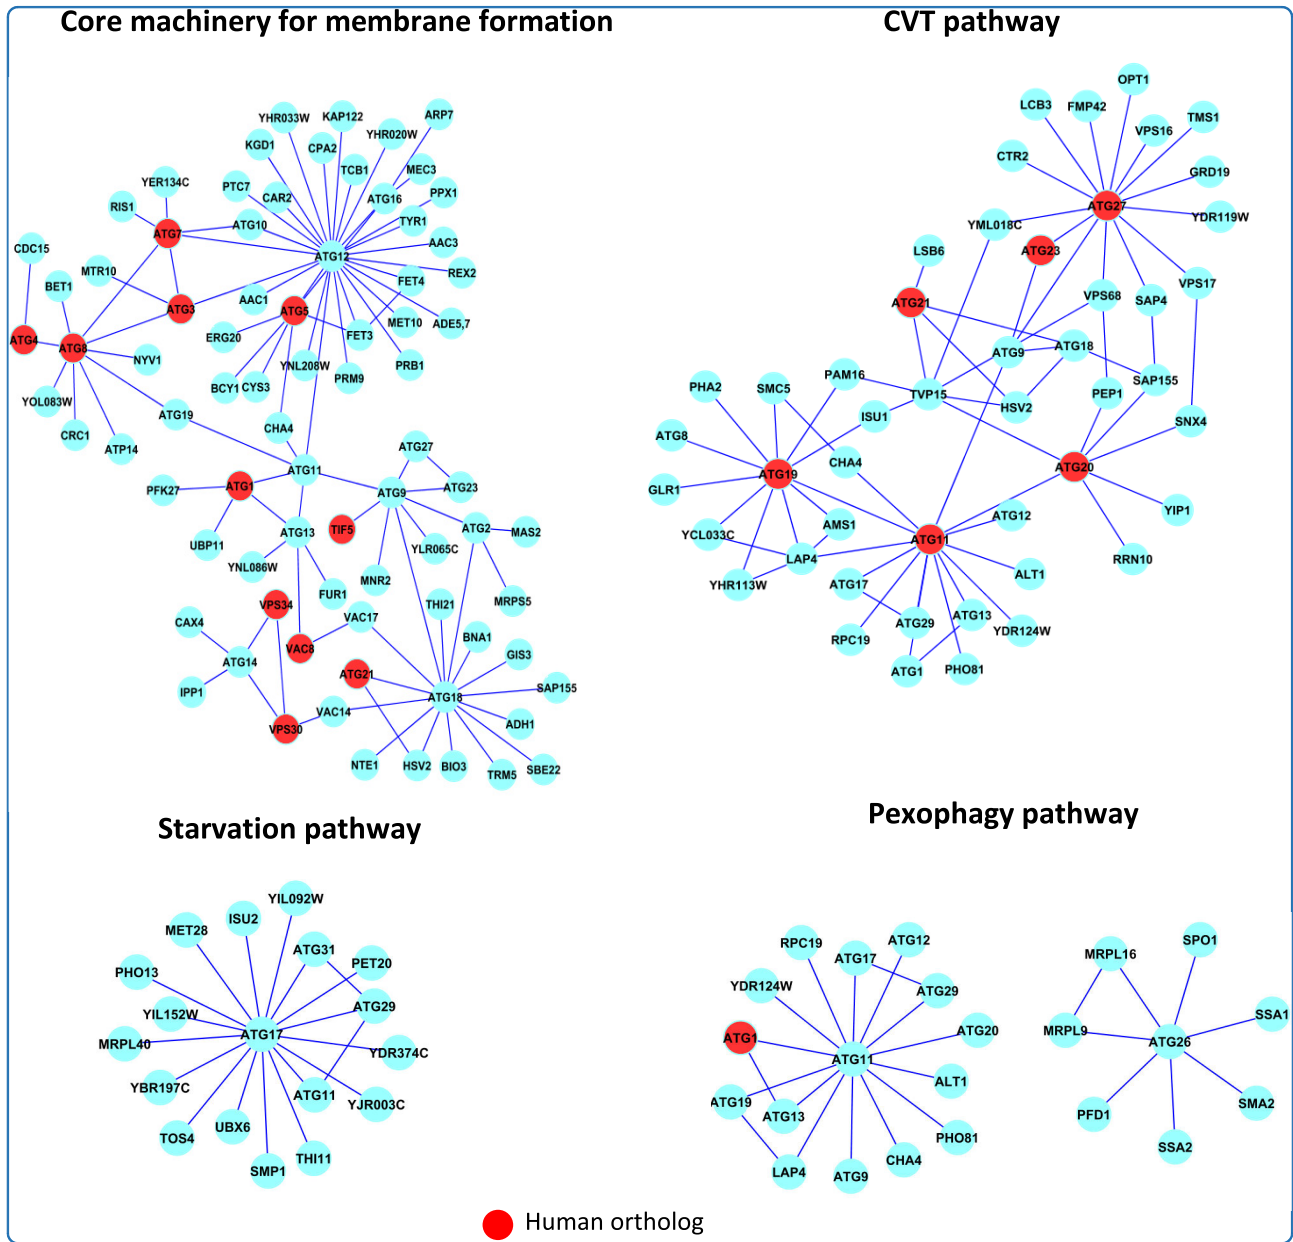 Core machinery for membrane formation
YHR033W
KAP122
ARP7
YHR020W
KGD1
CPA2
TCB1
MEC3
YER134C
PTC7
CAR2
ATG16
PPX1
RIS1
ATG10
TYR1
ATG7
AAC3
CDC15
ATG12
MTR10
REX2
BET1
FET4
AAC1
ATG3
ATG5
MET10
ADE5,7
ATG4
ATG8
ERG20
FET3
NYV1
YNL208W
PRB1
PRM9
BCY1
CYS3
YOL083W
ATG19
CRC1
CHA4
ATP14
ATG27
ATG11
PFK27
ATG1
ATG9
ATG23
TIF5
ATG2
MAS2
ATG13
UBP11
YLR065C
YNL086W
MNR2
FUR1
MRPS5
VPS34
THI21
CAX4
VAC17
BNA1
VAC8
GIS3
ATG14
ATG21
SAP155
IPP1
ATG18
VAC14
VPS30
ADH1
NTE1
HSV2
BIO3
TRM5
SBE22
CVT pathway
OPT1
LCB3
FMP42
TMS1
VPS16
CTR2
GRD19
ATG27
YDR119W
YML018C
LSB6
ATG23
VPS17
ATG21
VPS68
SAP4
ATG9
ATG18
PAM16
SAP155
PHA2
SMC5
TVP15
PEP1
HSV2
ISU1
SNX4
ATG8
CHA4
ATG20
ATG19
GLR1
YIP1
ATG12
AMS1
YCL033C
ATG11
LAP4
RRN10
ALT1
YHR113W
ATG17
ATG13
ATG29
YDR124W
RPC19
ATG1
PHO81
Starvation pathway
YIL092W
ISU2
MET28
ATG31
PET20
PHO13
ATG29
YIL152W
ATG17
MRPL40
YDR374C
YBR197C
ATG11
YJR003C
UBX6
TOS4
THI11
SMP1
Pexophagy pathway
RPC19
ATG12
ATG17
YDR124W
ATG29
ATG1
ATG20
ATG11
ALT1
ATG19
ATG13
PHO81
CHA4
LAP4
ATG9
SPO1
MRPL16
SSA1
MRPL9
ATG26
SMA2
PFD1
SSA2
Human ortholog